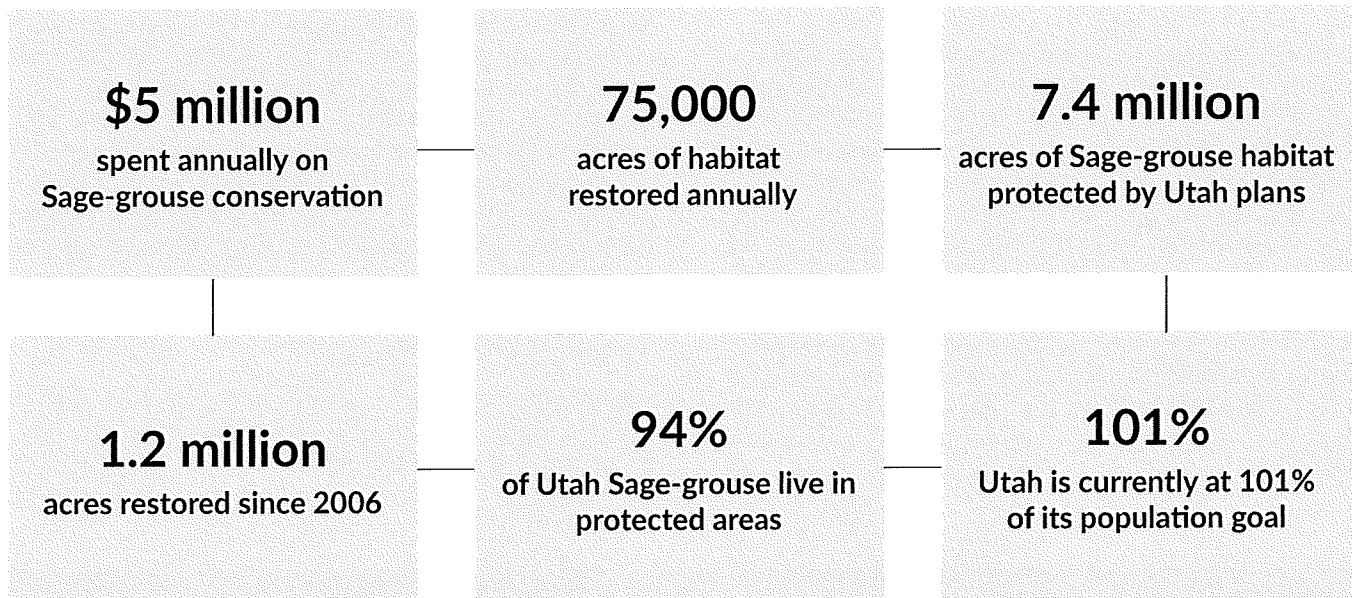 $5 million
spent annually on
Sage-grouse conservation
75,000
acres of habitat
restored annually
7.4 million
acres of Sage-grouse habitat
protected by Utah plans
1.2 million
acres restored since 2006
94%
of Utah Sage-grouse live in
protected areas
101%
Utah is currently at 101%
of its population goal